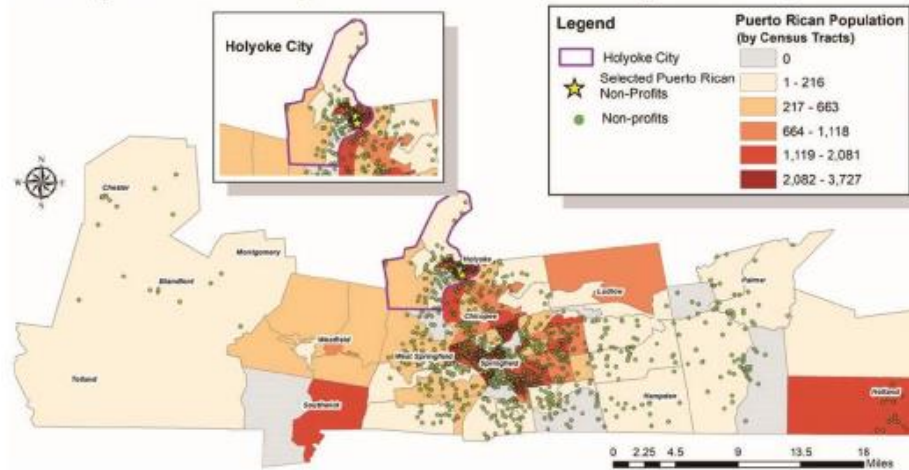 Holyoke City
Legend
Holyoke City
Selected Puerto Rican
Non-Profits
Non-profits
Puerto Rican Population
(by Census Tracts)
0
1 - 216
217 - 663
664 - 1,118
1,119 - 2,081
2,082 - 3,727
N
W
E
S
Chester
Montgomery
Blandford
Holyoke
Ludlow
Palmer
Chicopee
Westfield
West Springfield
Springfield
Tolland
Southwick
Hampden
Holland
0 2.25 4.5 9 13.5 18
Miles